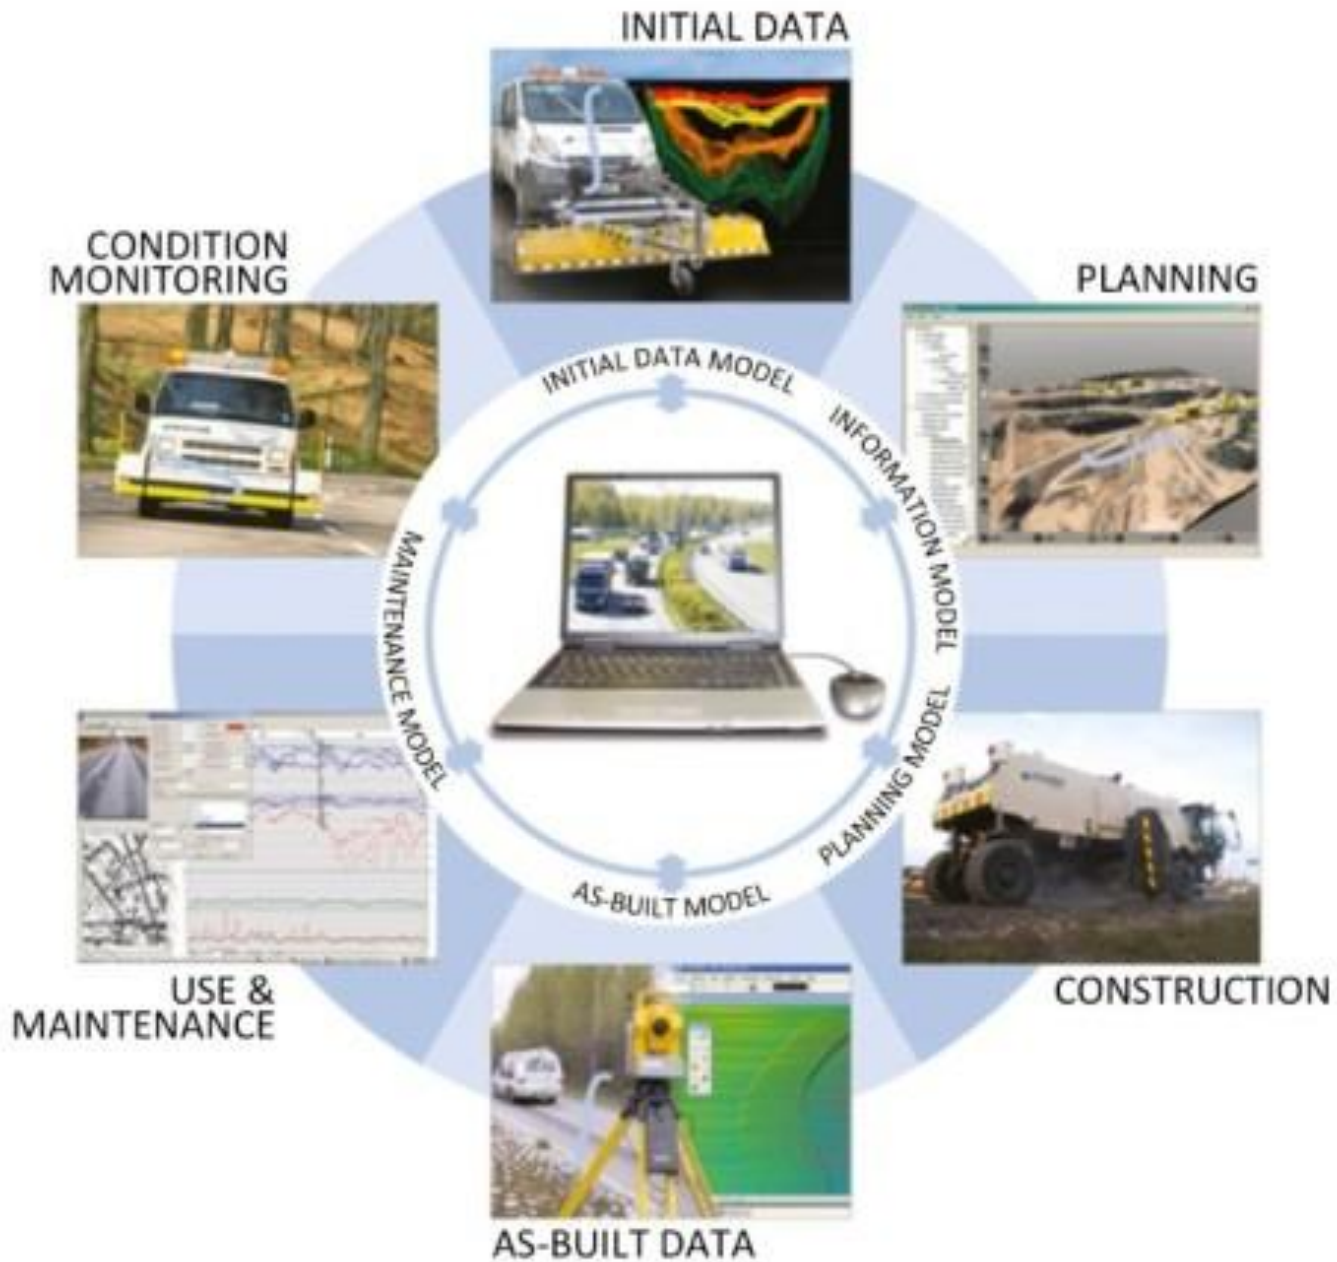 INITIAL DATA
CONDITION
MONITORING
PLANNING
INITIAL DATA MODEL
INFORMATION MODEL
MAINTENANCE MODEL
PLANNING MODEL
AS-BUILT MODEL
USE &
MAINTENANCE
CONSTRUCTION
AS-BUILT DATA